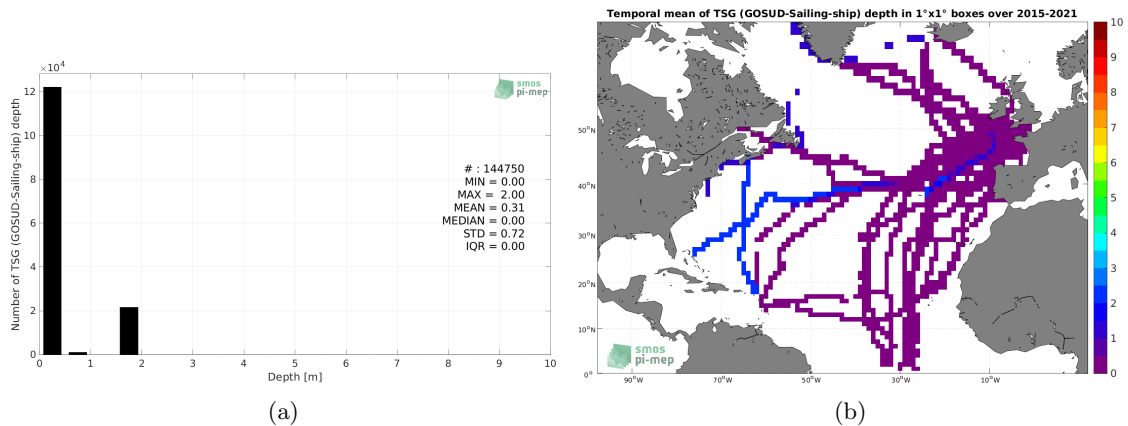 ×10⁴
12
10
8
6
4
2
0
0 1 2 3 4 5 6 7 8 9 10
Number of TSG (GOSUD-Sailing-ship) depth
Depth [m]
smos
pi-mep
# : 144750
MIN = 0.00
MAX = 2.00
MEAN = 0.31
MEDIAN = 0.00
STD = 0.72
IQR = 0.00
(a)
Temporal mean of TSG (GOSUD-Sailing-ship) depth in 1°x1° boxes over 2015-2021
50°N
40°N
30°N
20°N
10°N
0°
90°W 70°W 50°W 30°W 10°W
smos
pi-mep
10
9
8
7
6
5
4
3
2
1
0
(b)